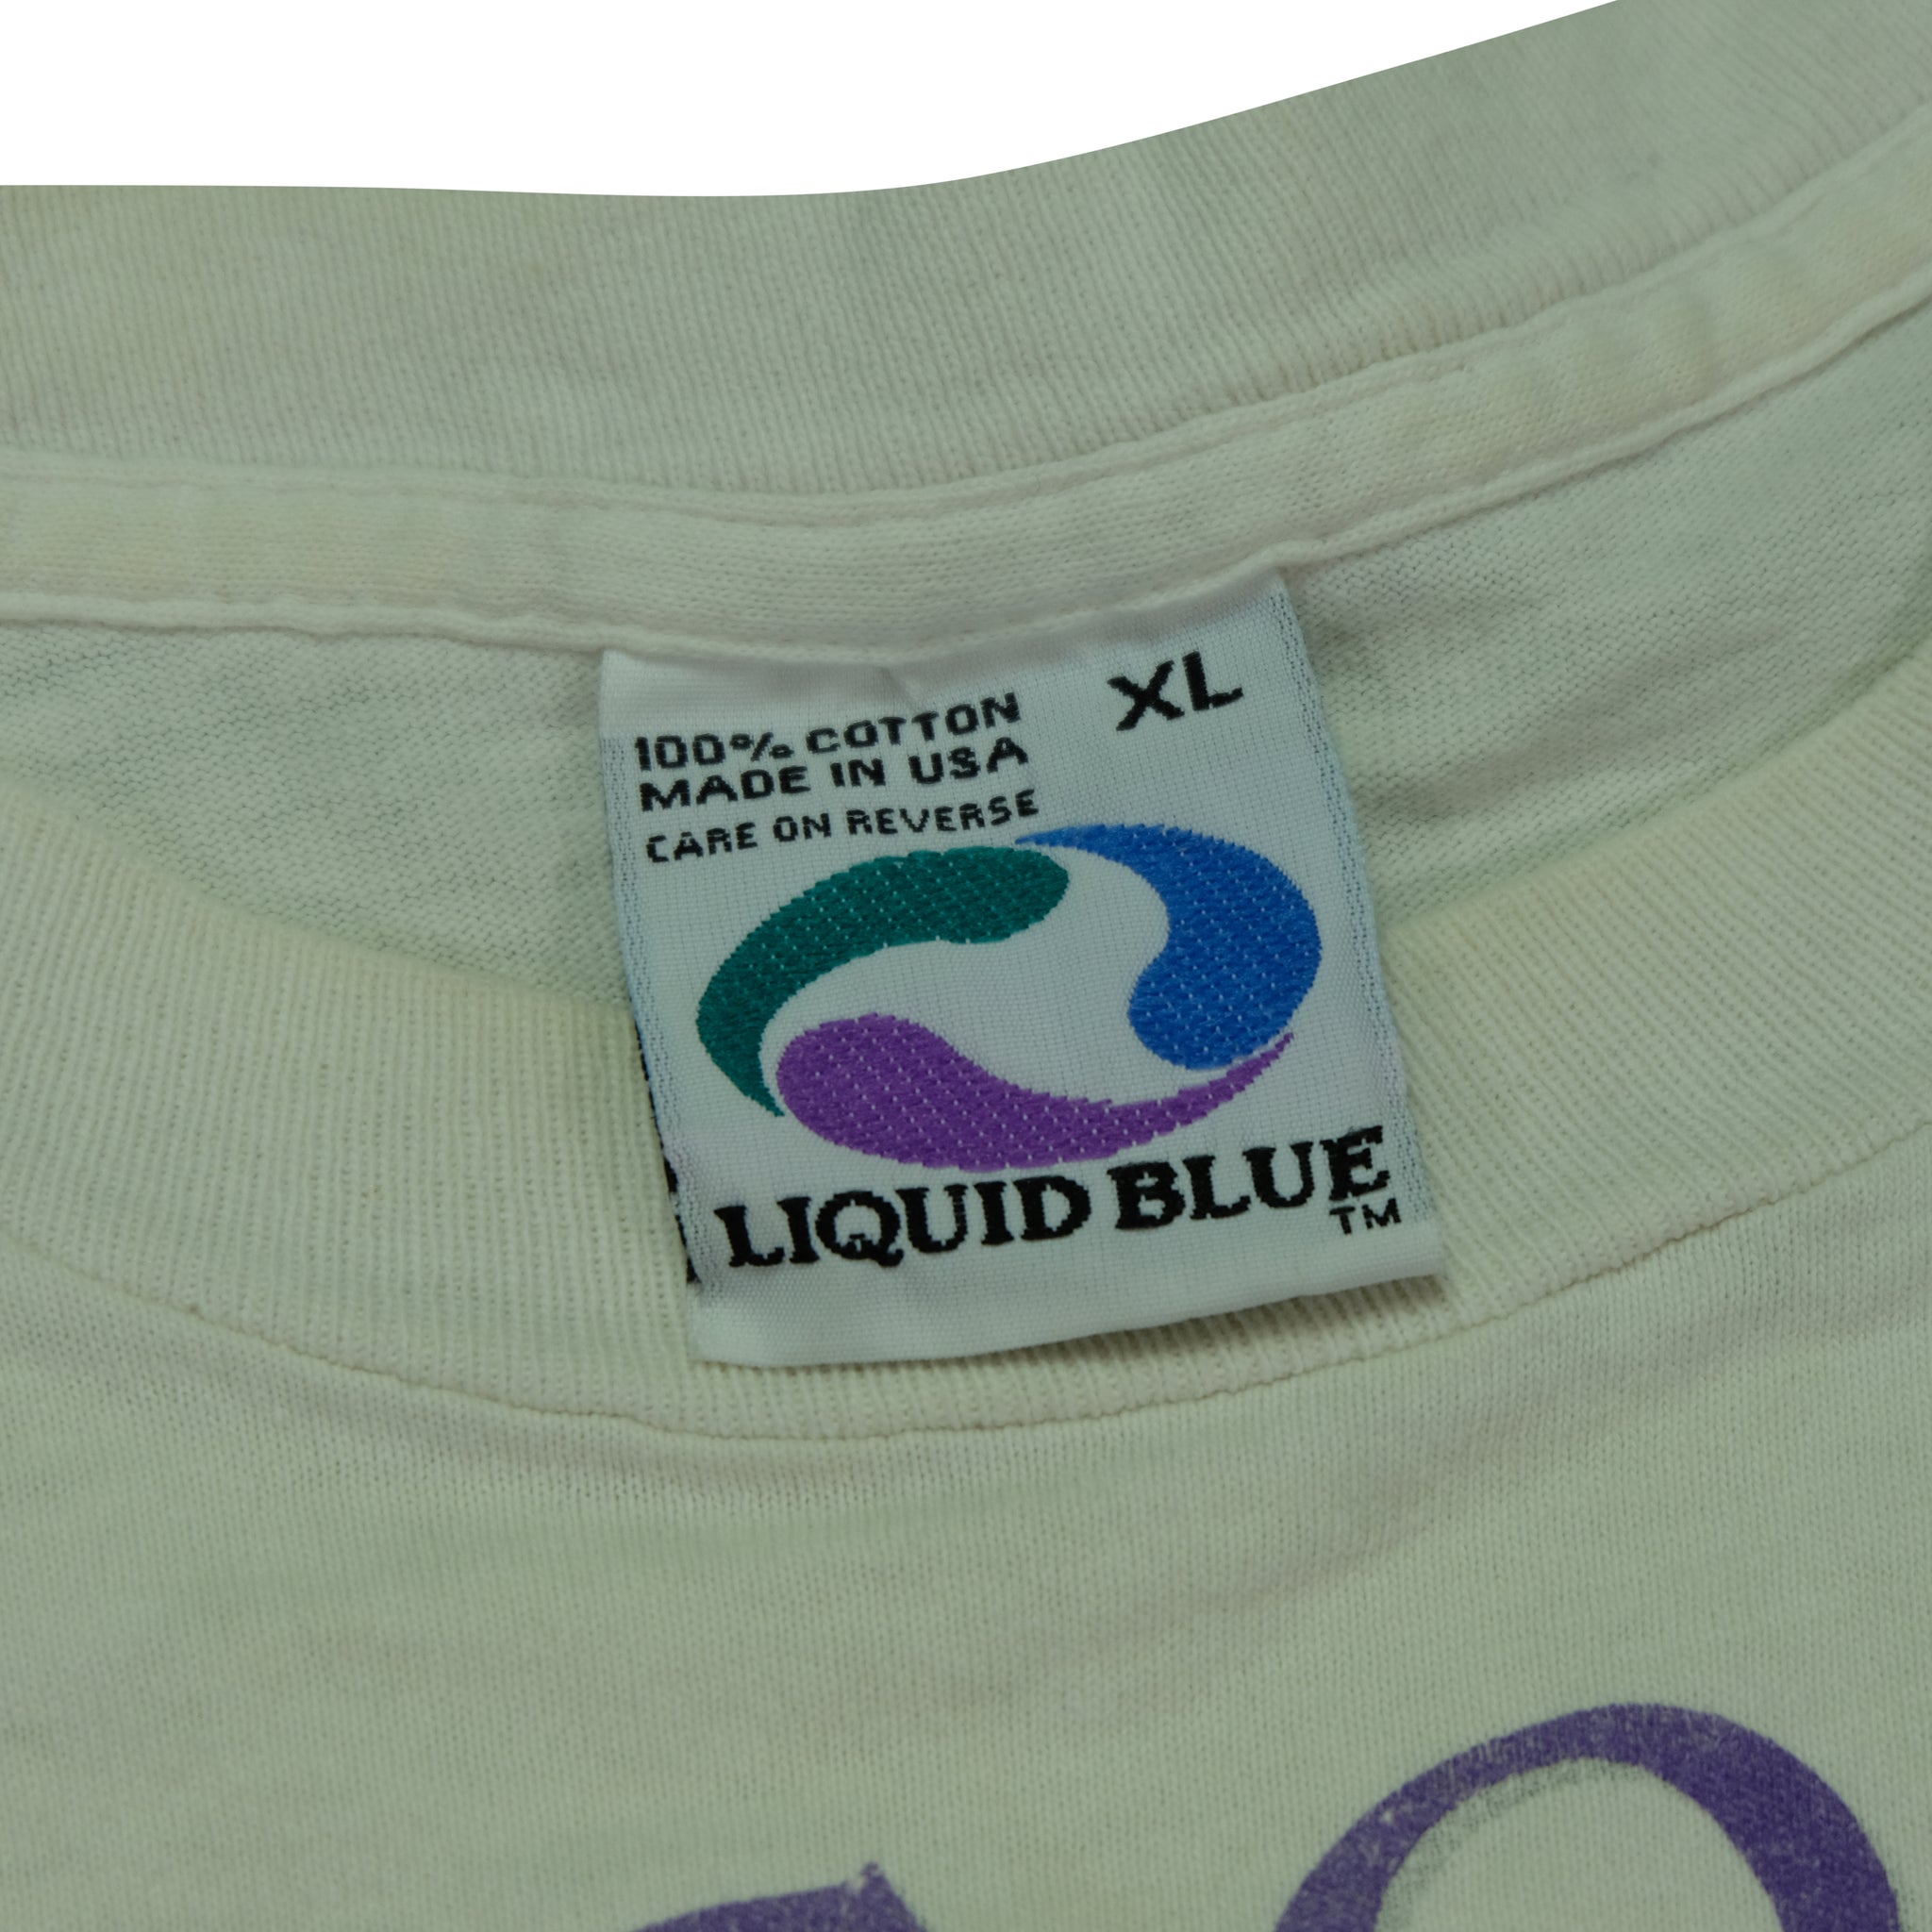 XL
100% COTTON
MADE IN USA
CARE ON REVERSE
LIQUID BLUE
TM